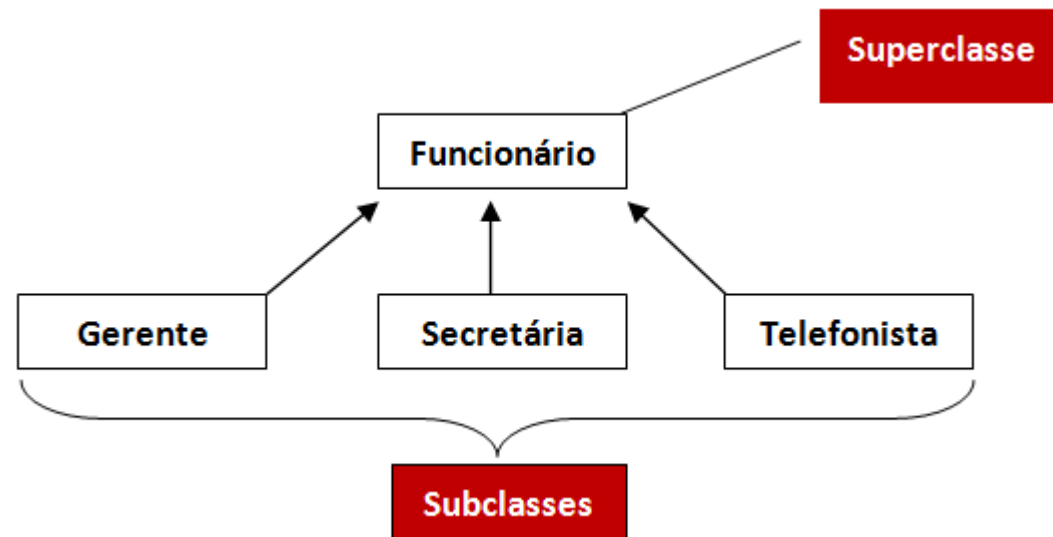 Superclasse
Funcionário
Gerente
Secretária
Telefonista
Subclasses